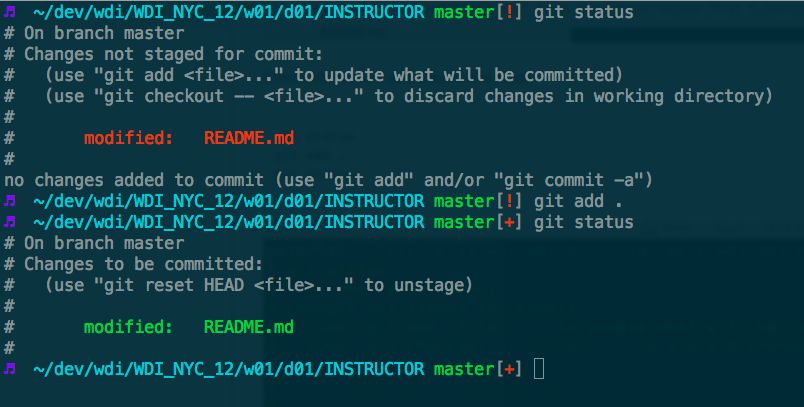 ♬ ~/dev/wdi/WDI_NYC_12/w01/d01/INSTRUCTOR master[!] git status
# On branch master
# Changes not staged for commit:
#   (use "git add <file>..." to update what will be committed)
#   (use "git checkout -- <file>..." to discard changes in working directory)
#
#       modified:   README.md
#
no changes added to commit (use "git add" and/or "git commit -a")
♬ ~/dev/wdi/WDI_NYC_12/w01/d01/INSTRUCTOR master[!] git add .
♬ ~/dev/wdi/WDI_NYC_12/w01/d01/INSTRUCTOR master[+] git status
# On branch master
# Changes to be committed:
#   (use "git reset HEAD <file>..." to unstage)
#
#       modified:   README.md
#
♬ ~/dev/wdi/WDI_NYC_12/w01/d01/INSTRUCTOR master[+]